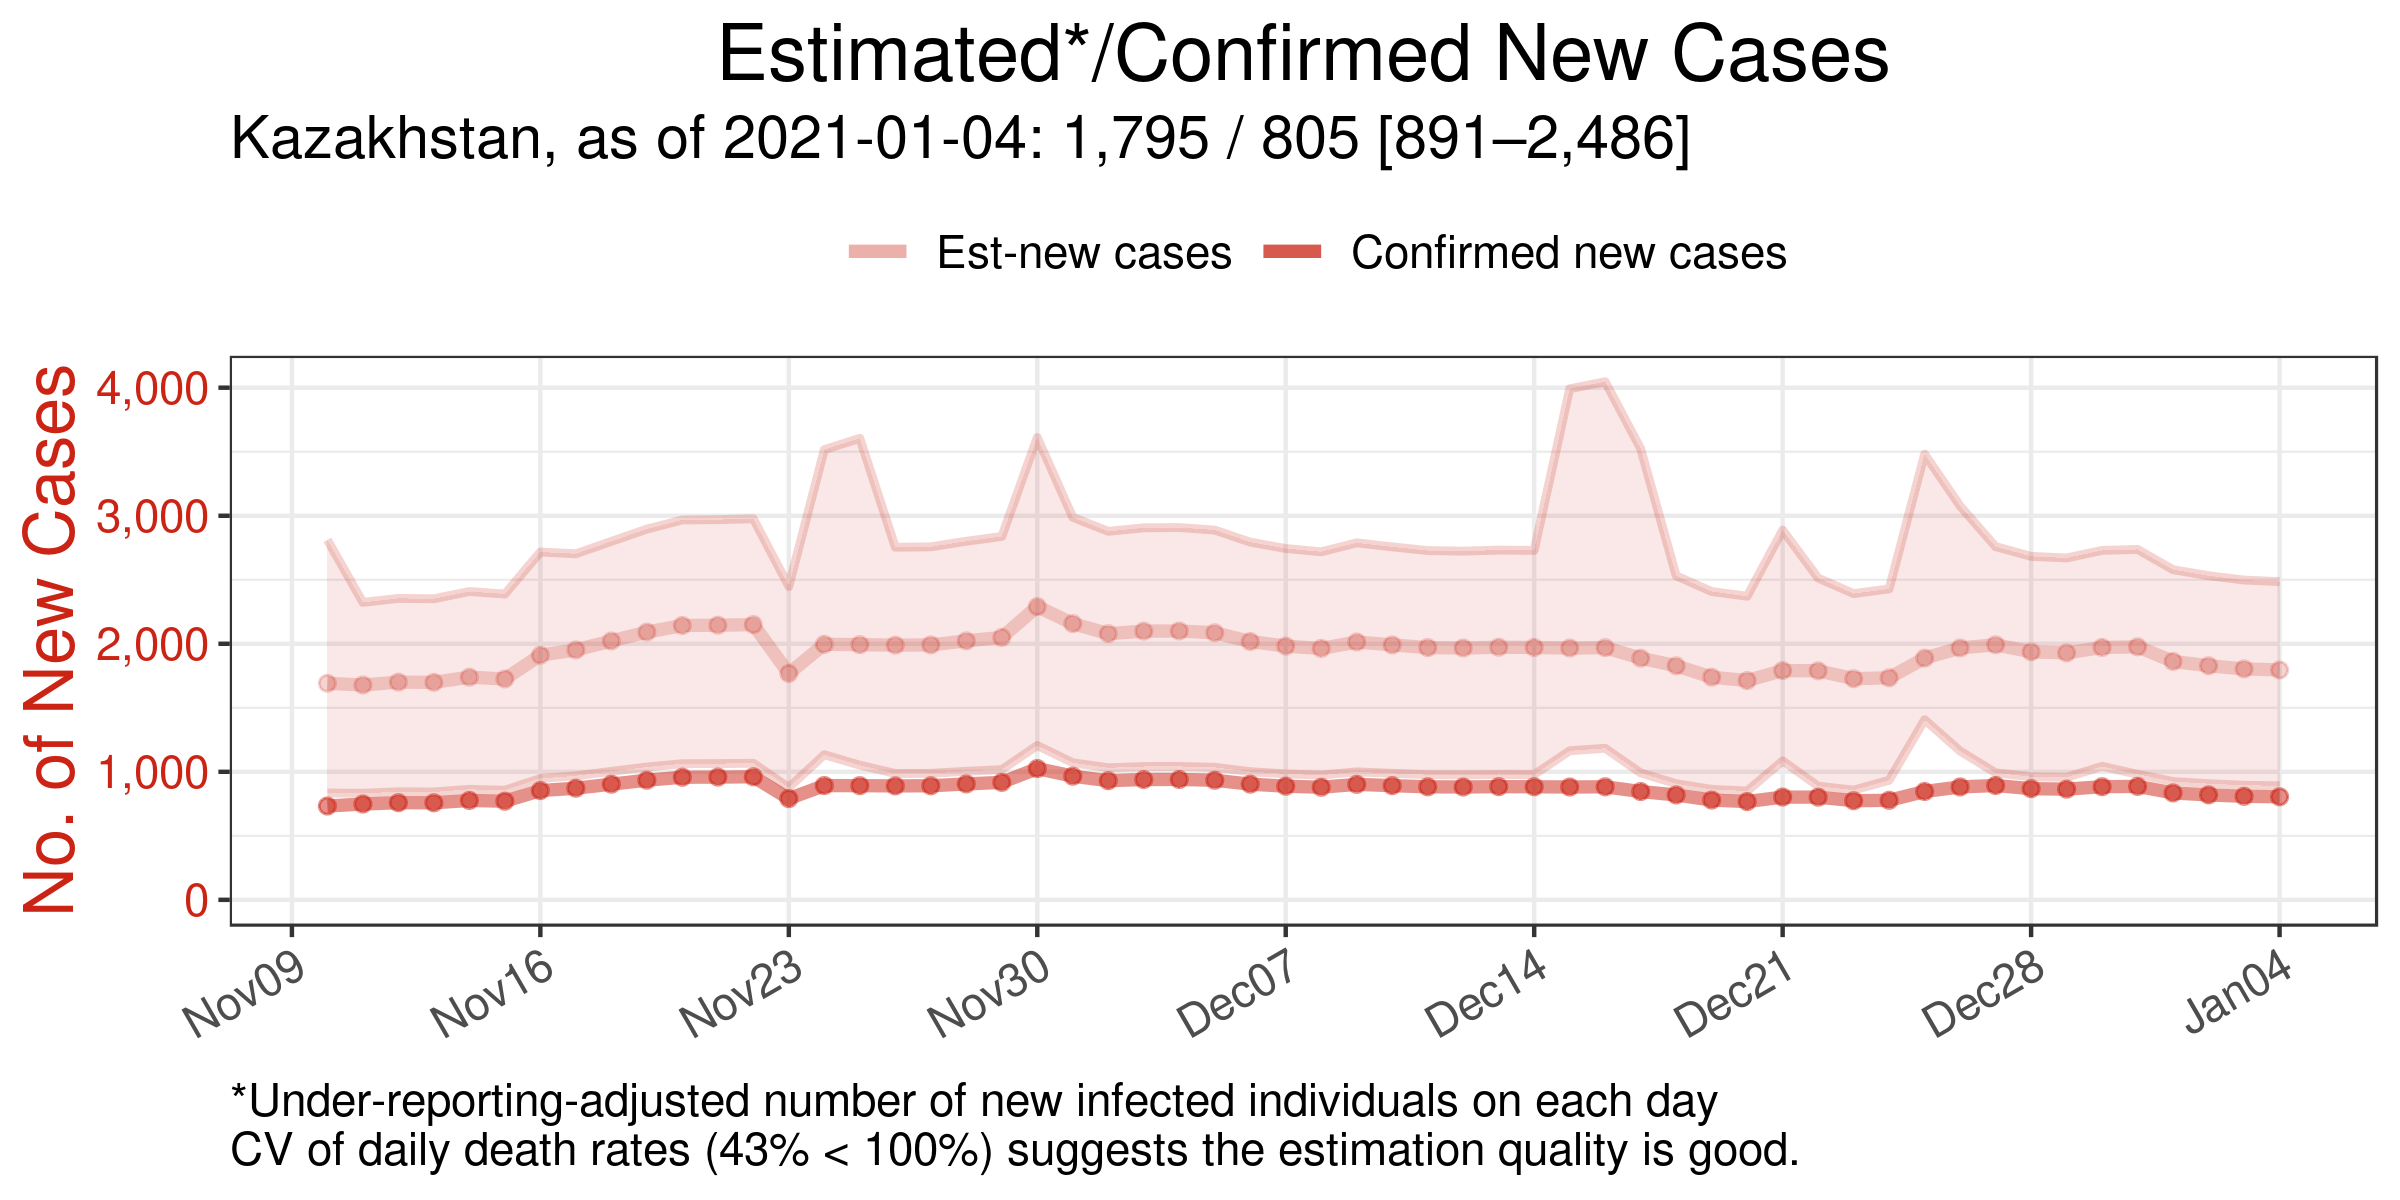 Estimated*/Confirmed New Cases
Kazakhstan, as of 2021-01-04: 1,795 / 805 [891–2,486]
Est-new cases
Confirmed new cases
No. of New Cases
4,000
3,000
2,000
1,000
0
Nov09
Nov16
Nov23
Nov30
Dec07
Dec14
Dec21
Dec28
Jan04
*Under-reporting-adjusted number of new infected individuals on each day
CV of daily death rates (43% < 100%) suggests the estimation quality is good.